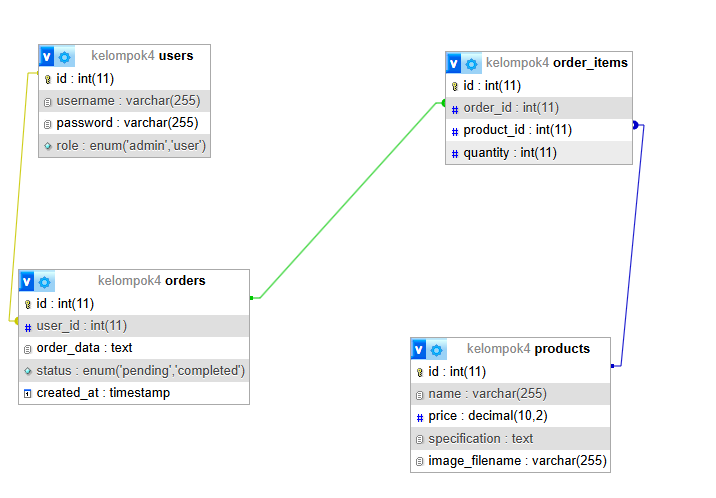 kelompok4 users
id : int(11)
username : varchar(255)
password : varchar(255)
role : enum('admin','user')
kelompok4 order_items
id : int(11)
order_id : int(11)
product_id : int(11)
quantity : int(11)
kelompok4 orders
id : int(11)
user_id : int(11)
order_data : text
status : enum('pending','completed')
created_at : timestamp
kelompok4 products
id : int(11)
name : varchar(255)
price : decimal(10,2)
specification : text
image_filename : varchar(255)